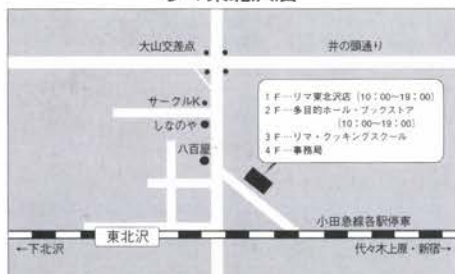 大山交差点
井の頭通り
サークルK
しなのや
八百屋
1 F…リマ東北沢店 (10:00〜19:00)
2 F…多目的ホール・ブックストア
(10:00〜19:00)
3 F…リマ・クッキングスクール
4 F…事務局
小田急線各駅停車
東北沢
←下北沢
代々木上原・新宿→